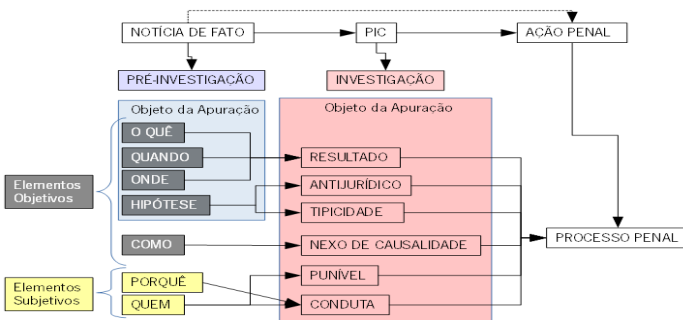 NOTÍCIA DE FATO
PIC
AÇÃO PENAL
PRÉ-INVESTIGAÇÃO
INVESTIGAÇÃO
Objeto da Apuração
Objeto da Apuração
O QUÊ
QUANDO
RESULTADO
ONDE
ANTIJURÍDICO
Elementos
Objetivos
HIPÓTESE
TIPICIDADE
COMO
NEXO DE CAUSALIDADE
PROCESSO PENAL
PORQUÊ
PUNÍVEL
Elementos
Subjetivos
QUEM
CONDUTA